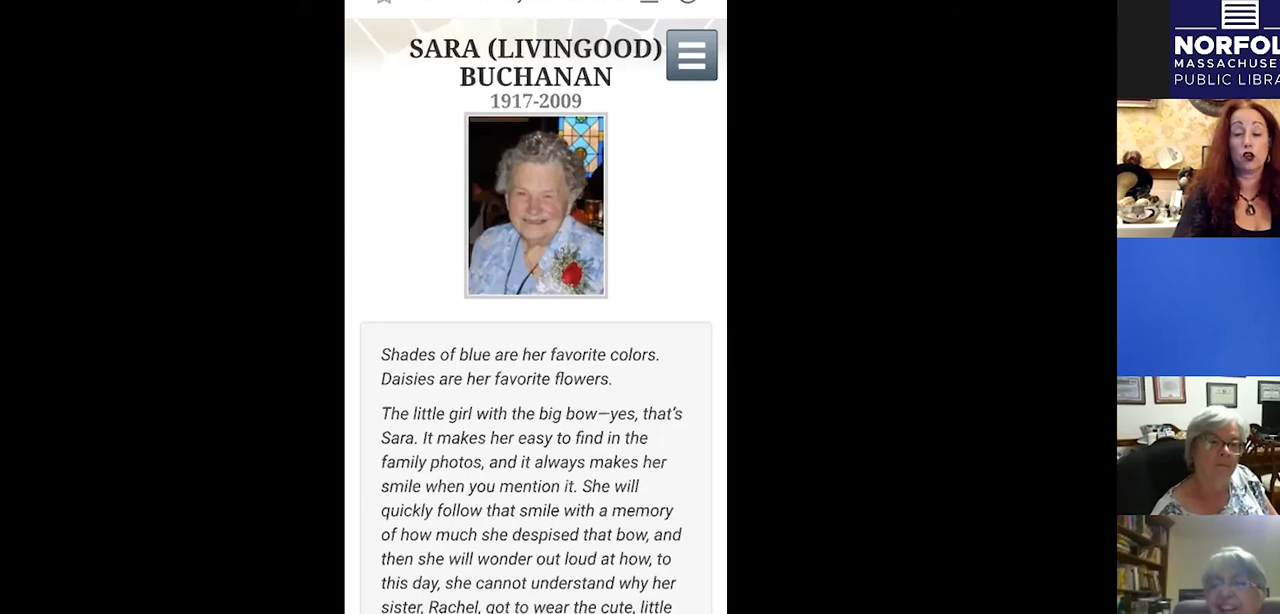 SARA (LIVINGOOD)
BUCHANAN
1917-2009
Shades of blue are her favorite colors.
Daisies are her favorite flowers.
The little girl with the big bow—yes, that's
Sara. It makes her easy to find in the
family photos, and it always makes her
smile when you mention it. She will
quickly follow that smile with a memory
of how much she despised that bow, and
then she will wonder out loud at how, to
this day, she cannot understand why her
sister, Rachel, got to wear the cute, little
NORFOL
MASSACHUSE
PUBLIC LIBRA